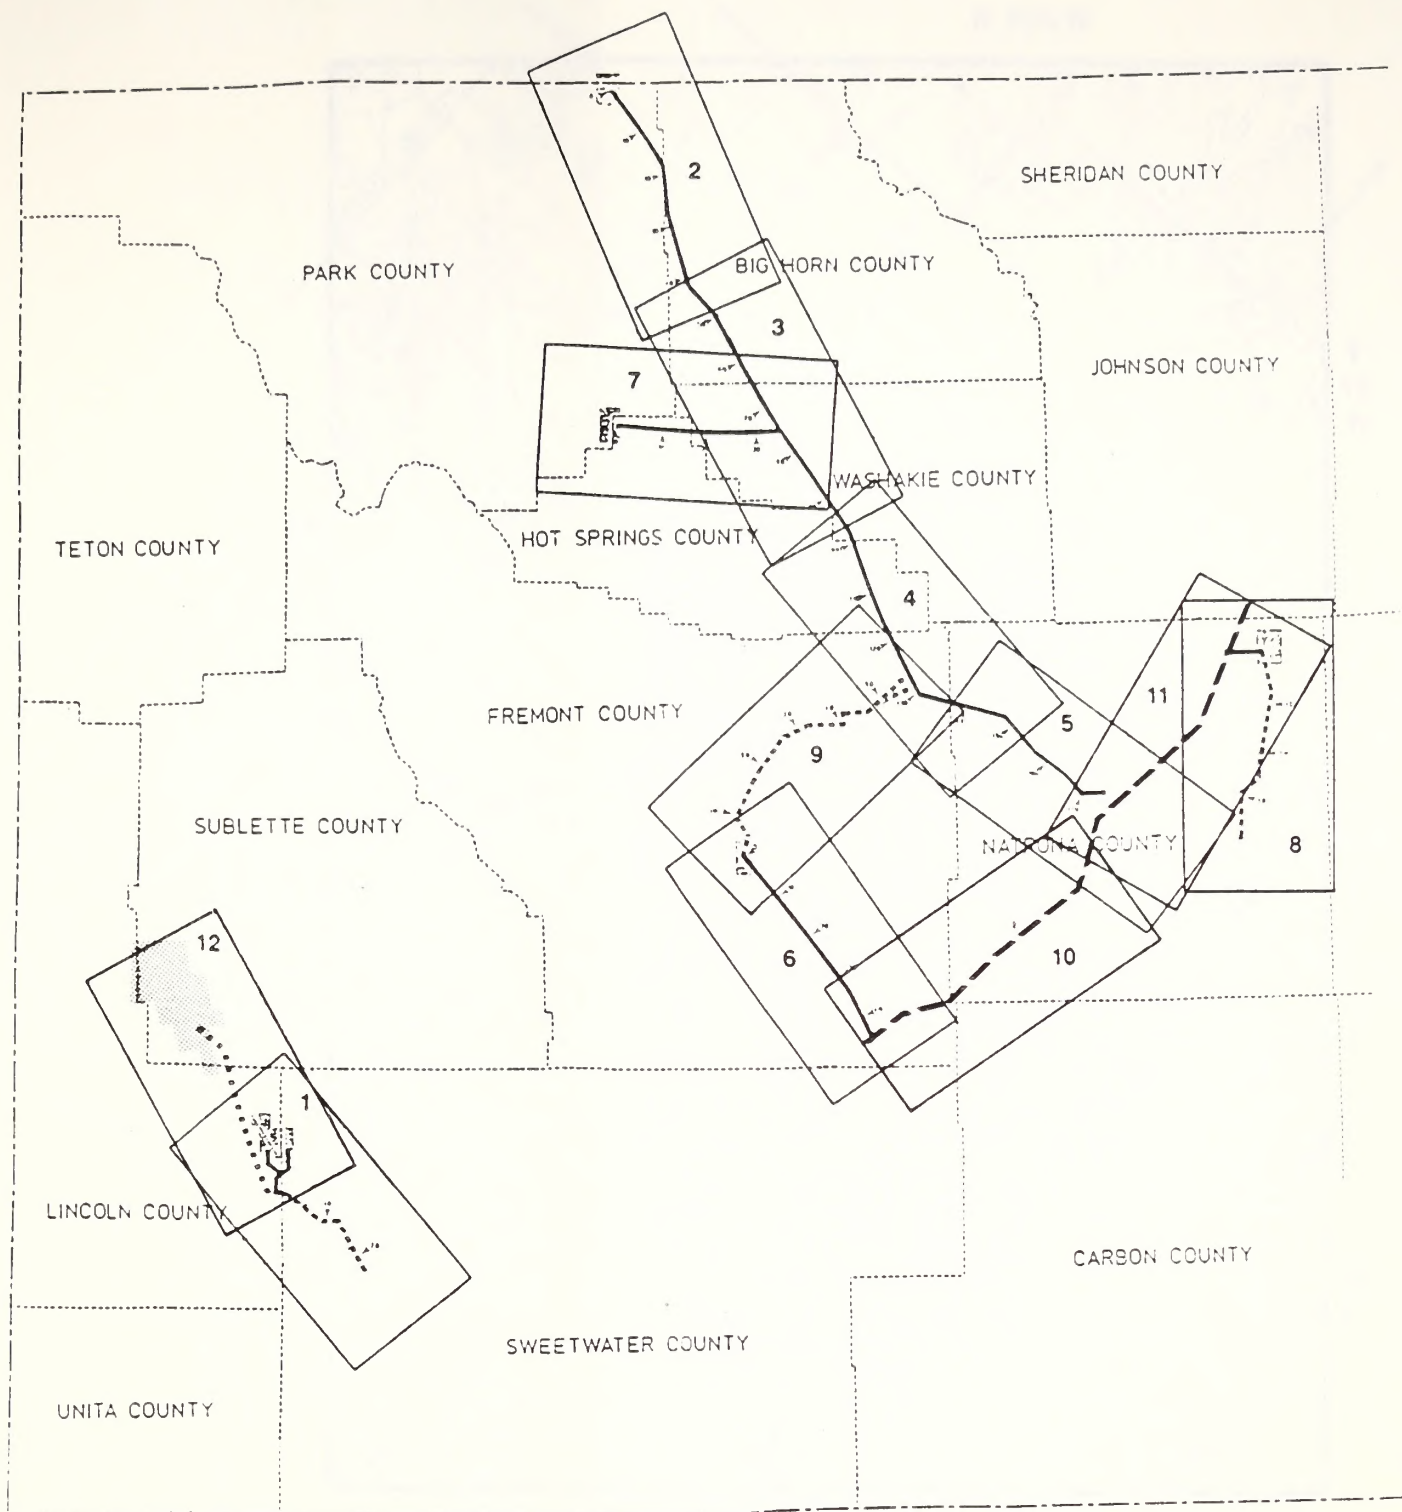 2
SHERIDAN COUNTY
PARK COUNTY
BIG HORN COUNTY
3
7
JOHNSON COUNTY
WASHAKIE COUNTY
TETON COUNTY
HOT SPRINGS COUNTY
4
11
FREMONT COUNTY
5
9
SUBLETTE COUNTY
NATRONA COUNTY
8
12
6
10
1
LINCOLN COUNTY
CARBON COUNTY
SWEETWATER COUNTY
UNITA COUNTY